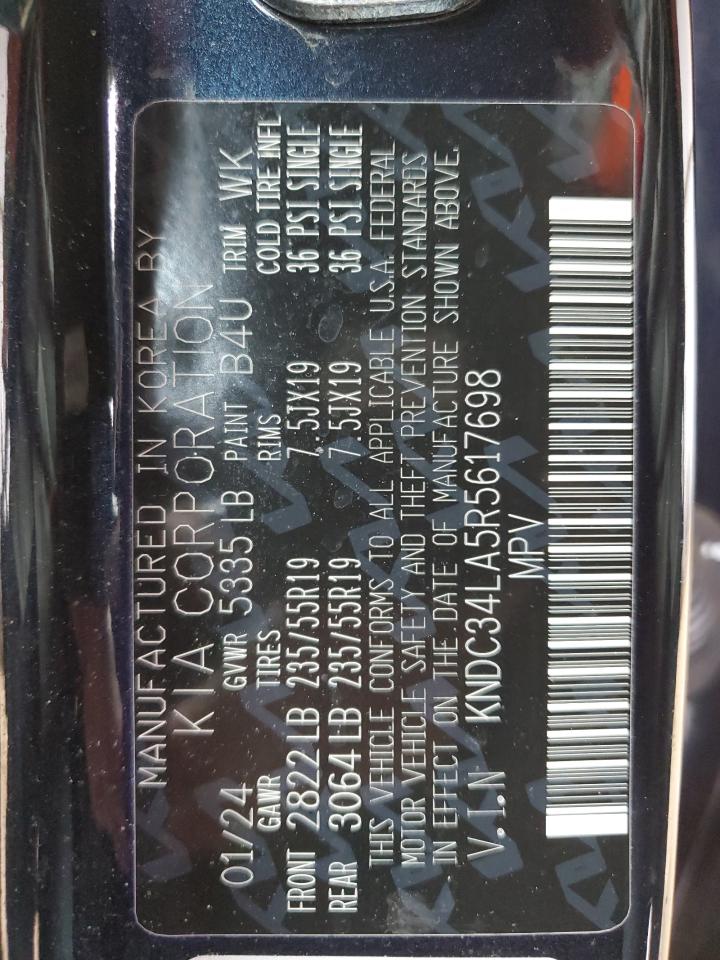 MANUFACTURED IN KOREA BY
KIA CORPORATION
01/24 GVWR 5335 LB PAINT B4U TRIM WK
GAWR TIRES RIMS COLD TIRE INFL
FRONT 2822 LB 235/55R19 7.5JX19 36 PSI SINGLE
REAR 3064 LB 235/55R19 7.5JX19 36 PSI SINGLE
THIS VEHICLE CONFORMS TO ALL APPLICABLE U.S.A. FEDERAL
MOTOR VEHICLE SAFETY AND THEFT PREVENTION STANDARDS
IN EFFECT ON THE DATE OF MANUFACTURE SHOWN ABOVE.
V.I.N KNDC34LA5R5617698
MPV